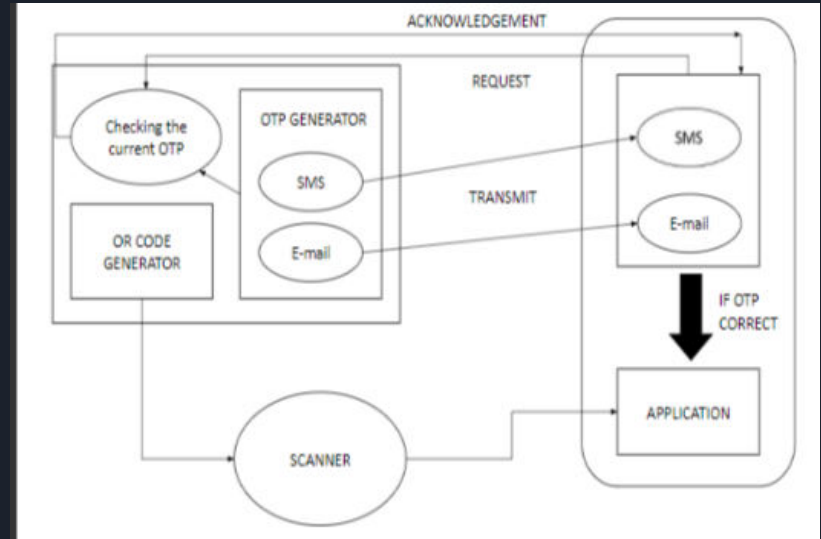 ACKNOWLEDGEMENT
REQUEST
Checking the
current OTP
OTP GENERATOR
SMS
E-mail
OR CODE
GENERATOR
TRANSMIT
SMS
E-mail
IF OTP
CORRECT
APPLICATION
SCANNER